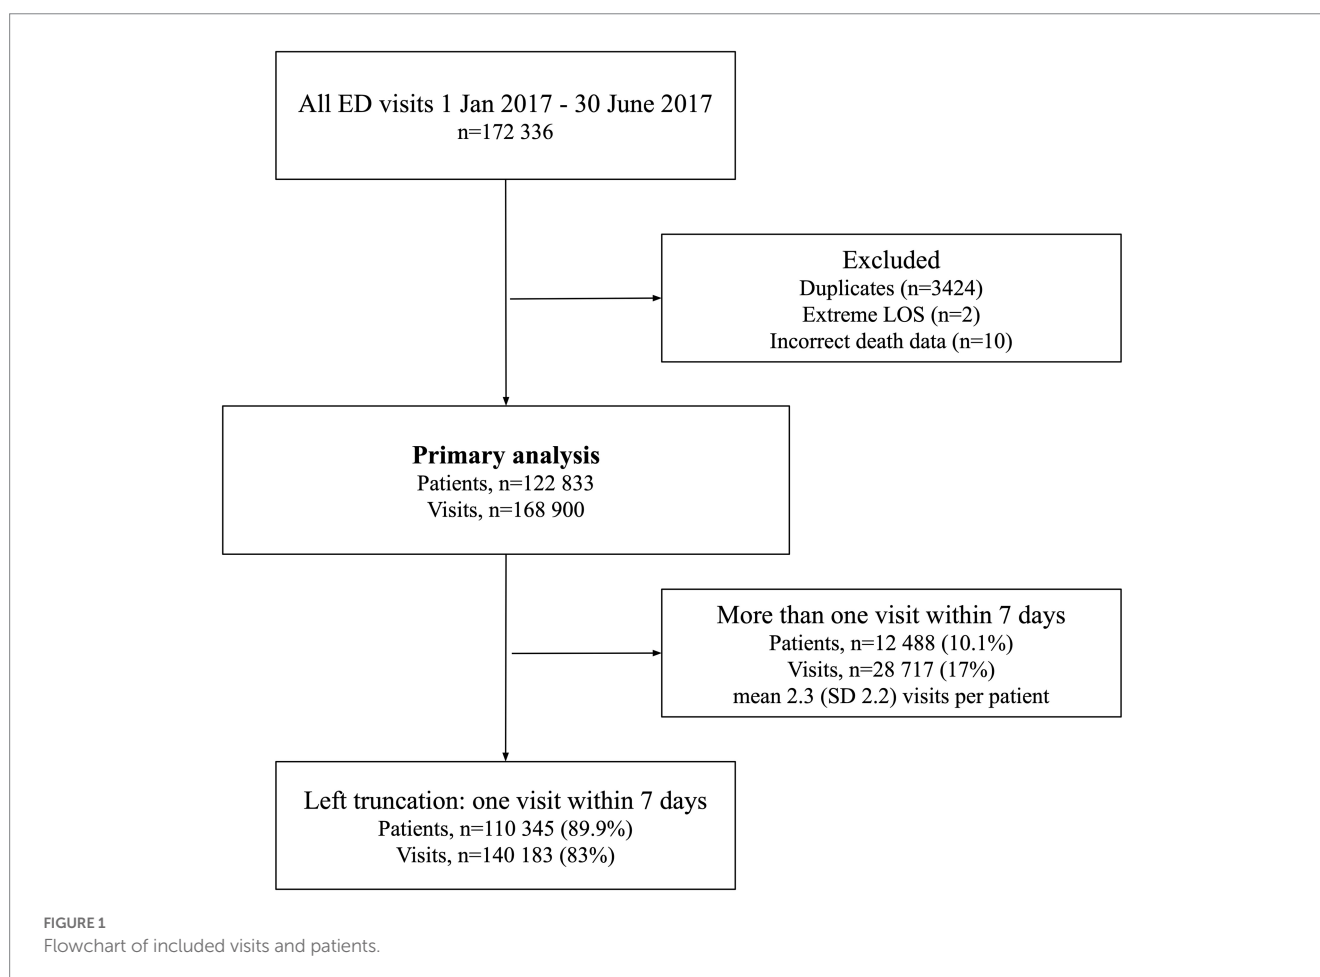 All ED visits 1 Jan 2017 - 30 June 2017
n=172 336
Excluded
Duplicates (n=3424)
Extreme LOS (n=2)
Incorrect death data (n=10)
Primary analysis
Patients, n=122 833
Visits, n=168 900
More than one visit within 7 days
Patients, n=12 488 (10.1%)
Visits, n=28 717 (17%)
mean 2.3 (SD 2.2) visits per patient
Left truncation: one visit within 7 days
Patients, n=110 345 (89.9%)
Visits, n=140 183 (83%)
FIGURE 1
Flowchart of included visits and patients.